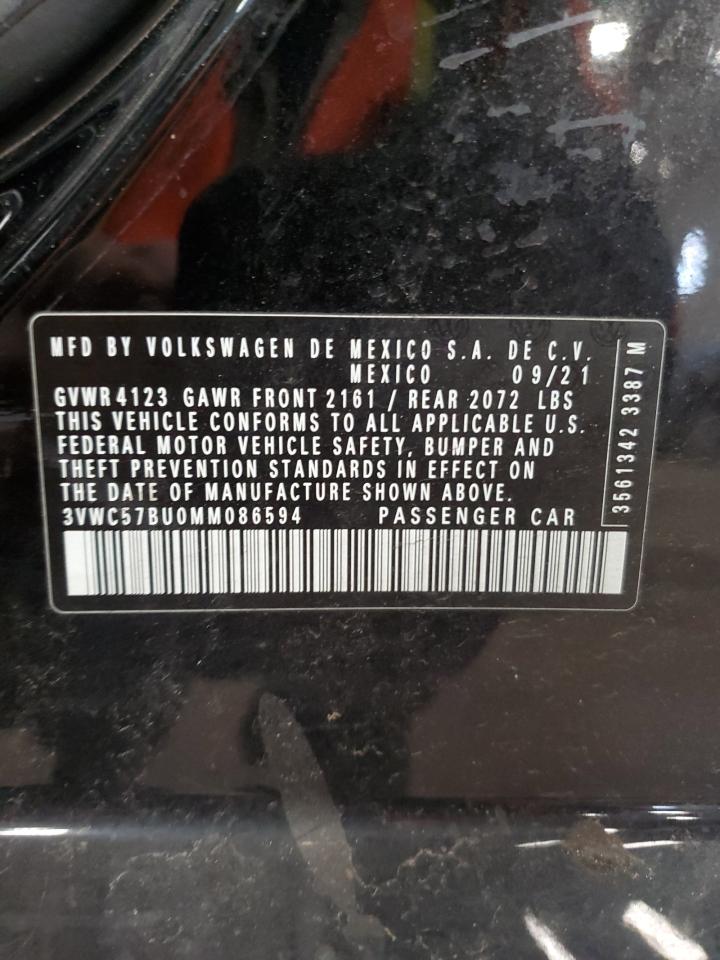 MFD BY VOLKSWAGEN DE MEXICO S.A. DE C.V.
MEXICO 09/21
GVWR 4123 GAWR FRONT 2161 / REAR 2072 LBS
THIS VEHICLE CONFORMS TO ALL APPLICABLE U.S.
FEDERAL MOTOR VEHICLE SAFETY, BUMPER AND
THEFT PREVENTION STANDARDS IN EFFECT ON
THE DATE OF MANUFACTURE SHOWN ABOVE.
3VWC57BU0MM086594 PASSENGER CAR
3561342 3387 M